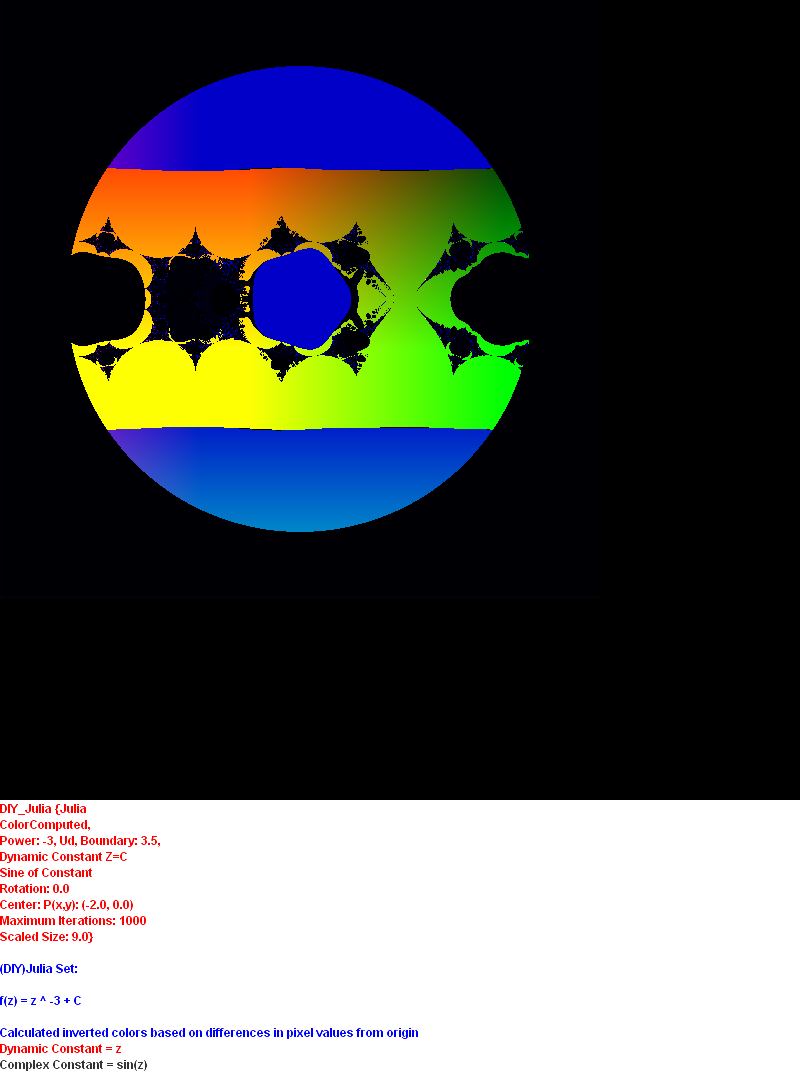 DIY_Julia {Julia
ColorComputed,
Power: -3, Ud, Boundary: 3.5,
Dynamic Constant Z=C
Sine of Constant
Rotation: 0.0
Center: P(x,y): (-2.0, 0.0)
Maximum Iterations: 1000
Scaled Size: 9.0}
(DIY)Julia Set:
f(z) = z ^ -3 + C
Calculated inverted colors based on differences in pixel values from origin
Dynamic Constant = z
Complex Constant = sin(z)